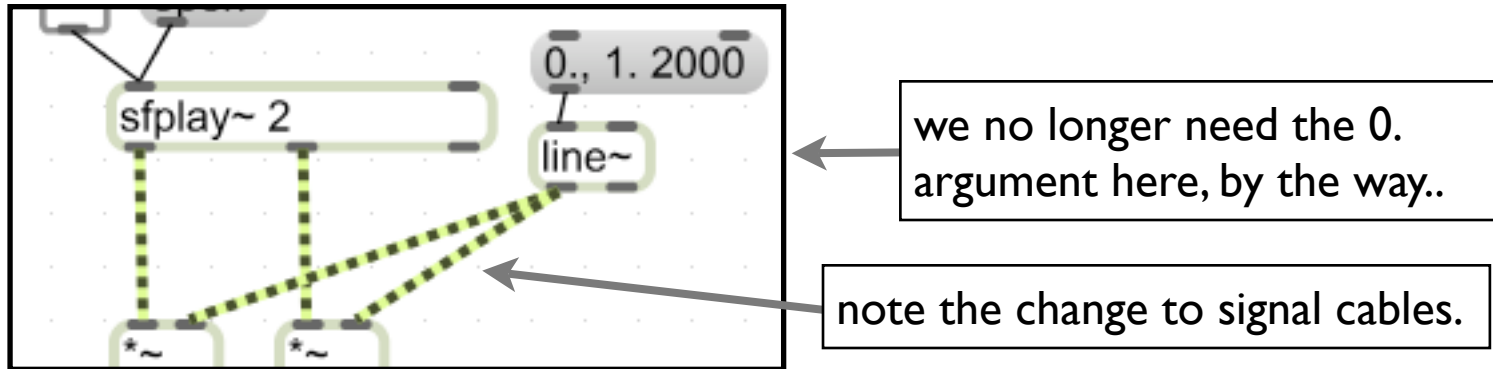 0., 1. 2000
sfplay~ 2
line~
we no longer need the 0.
argument here, by the way..
note the change to signal cables.
*~ *~